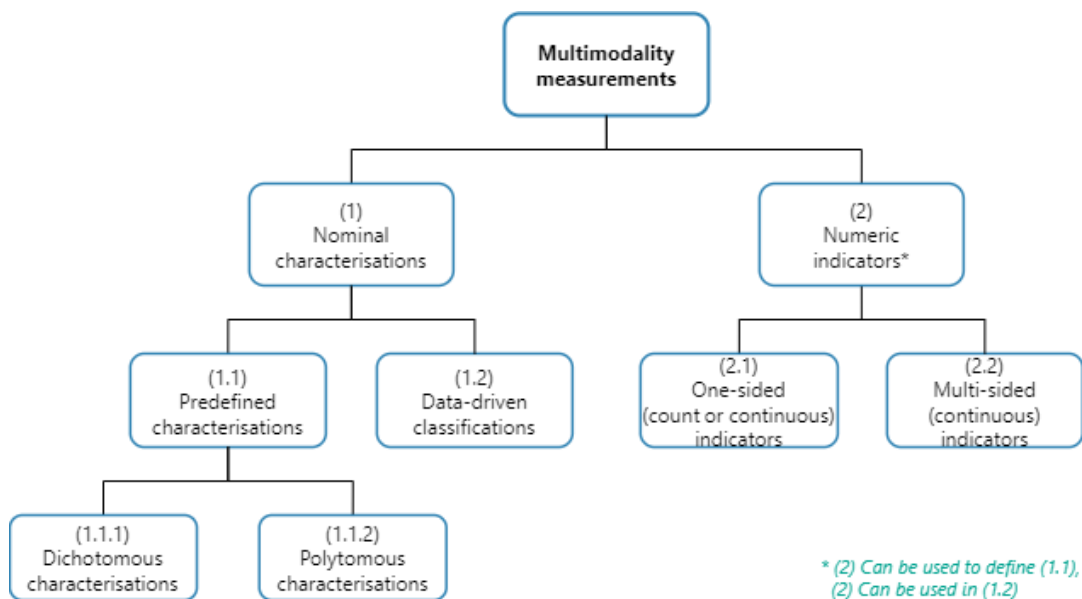 Multimodality
measurements
(1)
Nominal
characterisations
(2)
Numeric
indicators*
(1.1)
Predefined
characterisations
(1.2)
Data-driven
classifications
(2.1)
One-sided
(count or continuous)
indicators
(2.2)
Multi-sided
(continuous)
indicators
(1.1.1)
Dichotomous
characterisations
(1.1.2)
Polytomous
characterisations
* (2) Can be used to define (1.1),
(2) Can be used in (1.2)